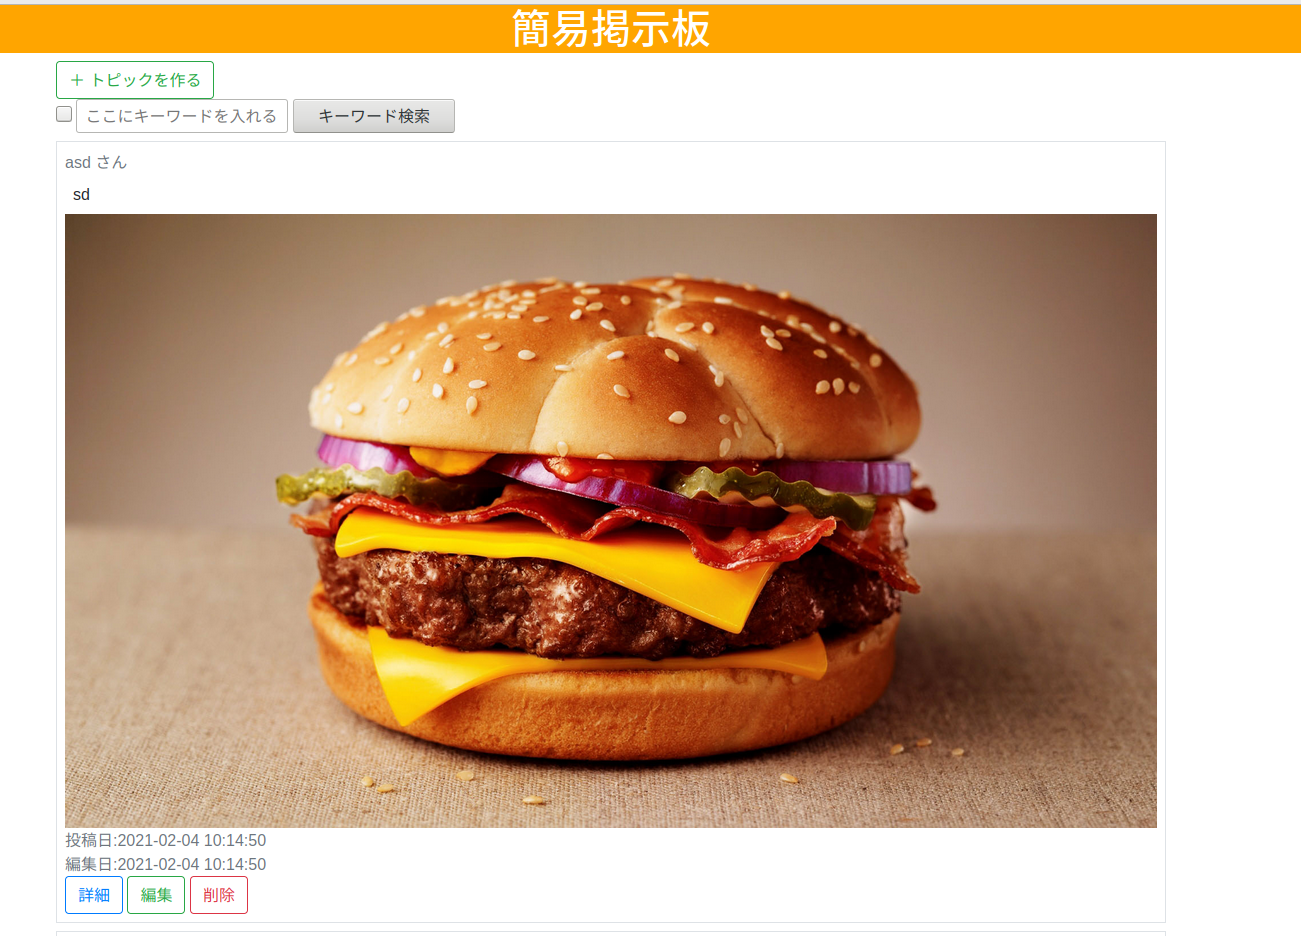 簡易掲示板
＋ トピックを作る
ここにキーワードを入れる キーワード検索
asd さん
sd
投稿日:2021-02-04 10:14:50
編集日:2021-02-04 10:14:50
詳細 編集 削除